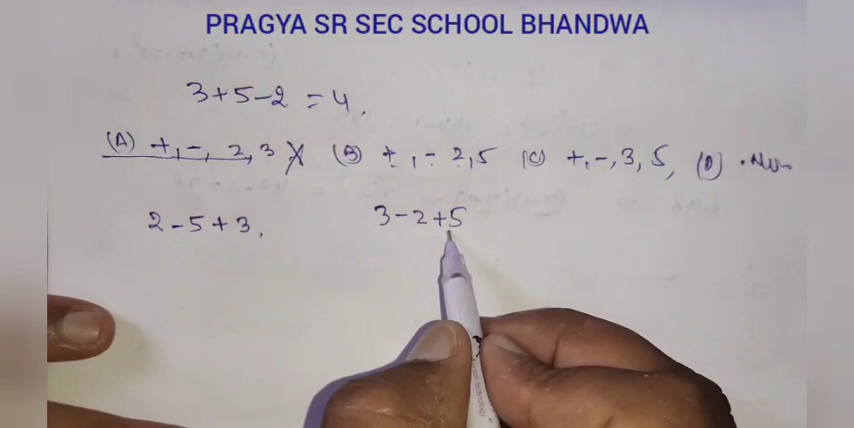 PRAGYA SR SEC SCHOOL BHANDWA
3+5-2 = 4.
(A) +,-, 2,3 (B) +, - 2,5 (C) +,-,3,5, (D)
2-5+3, 3-2+5